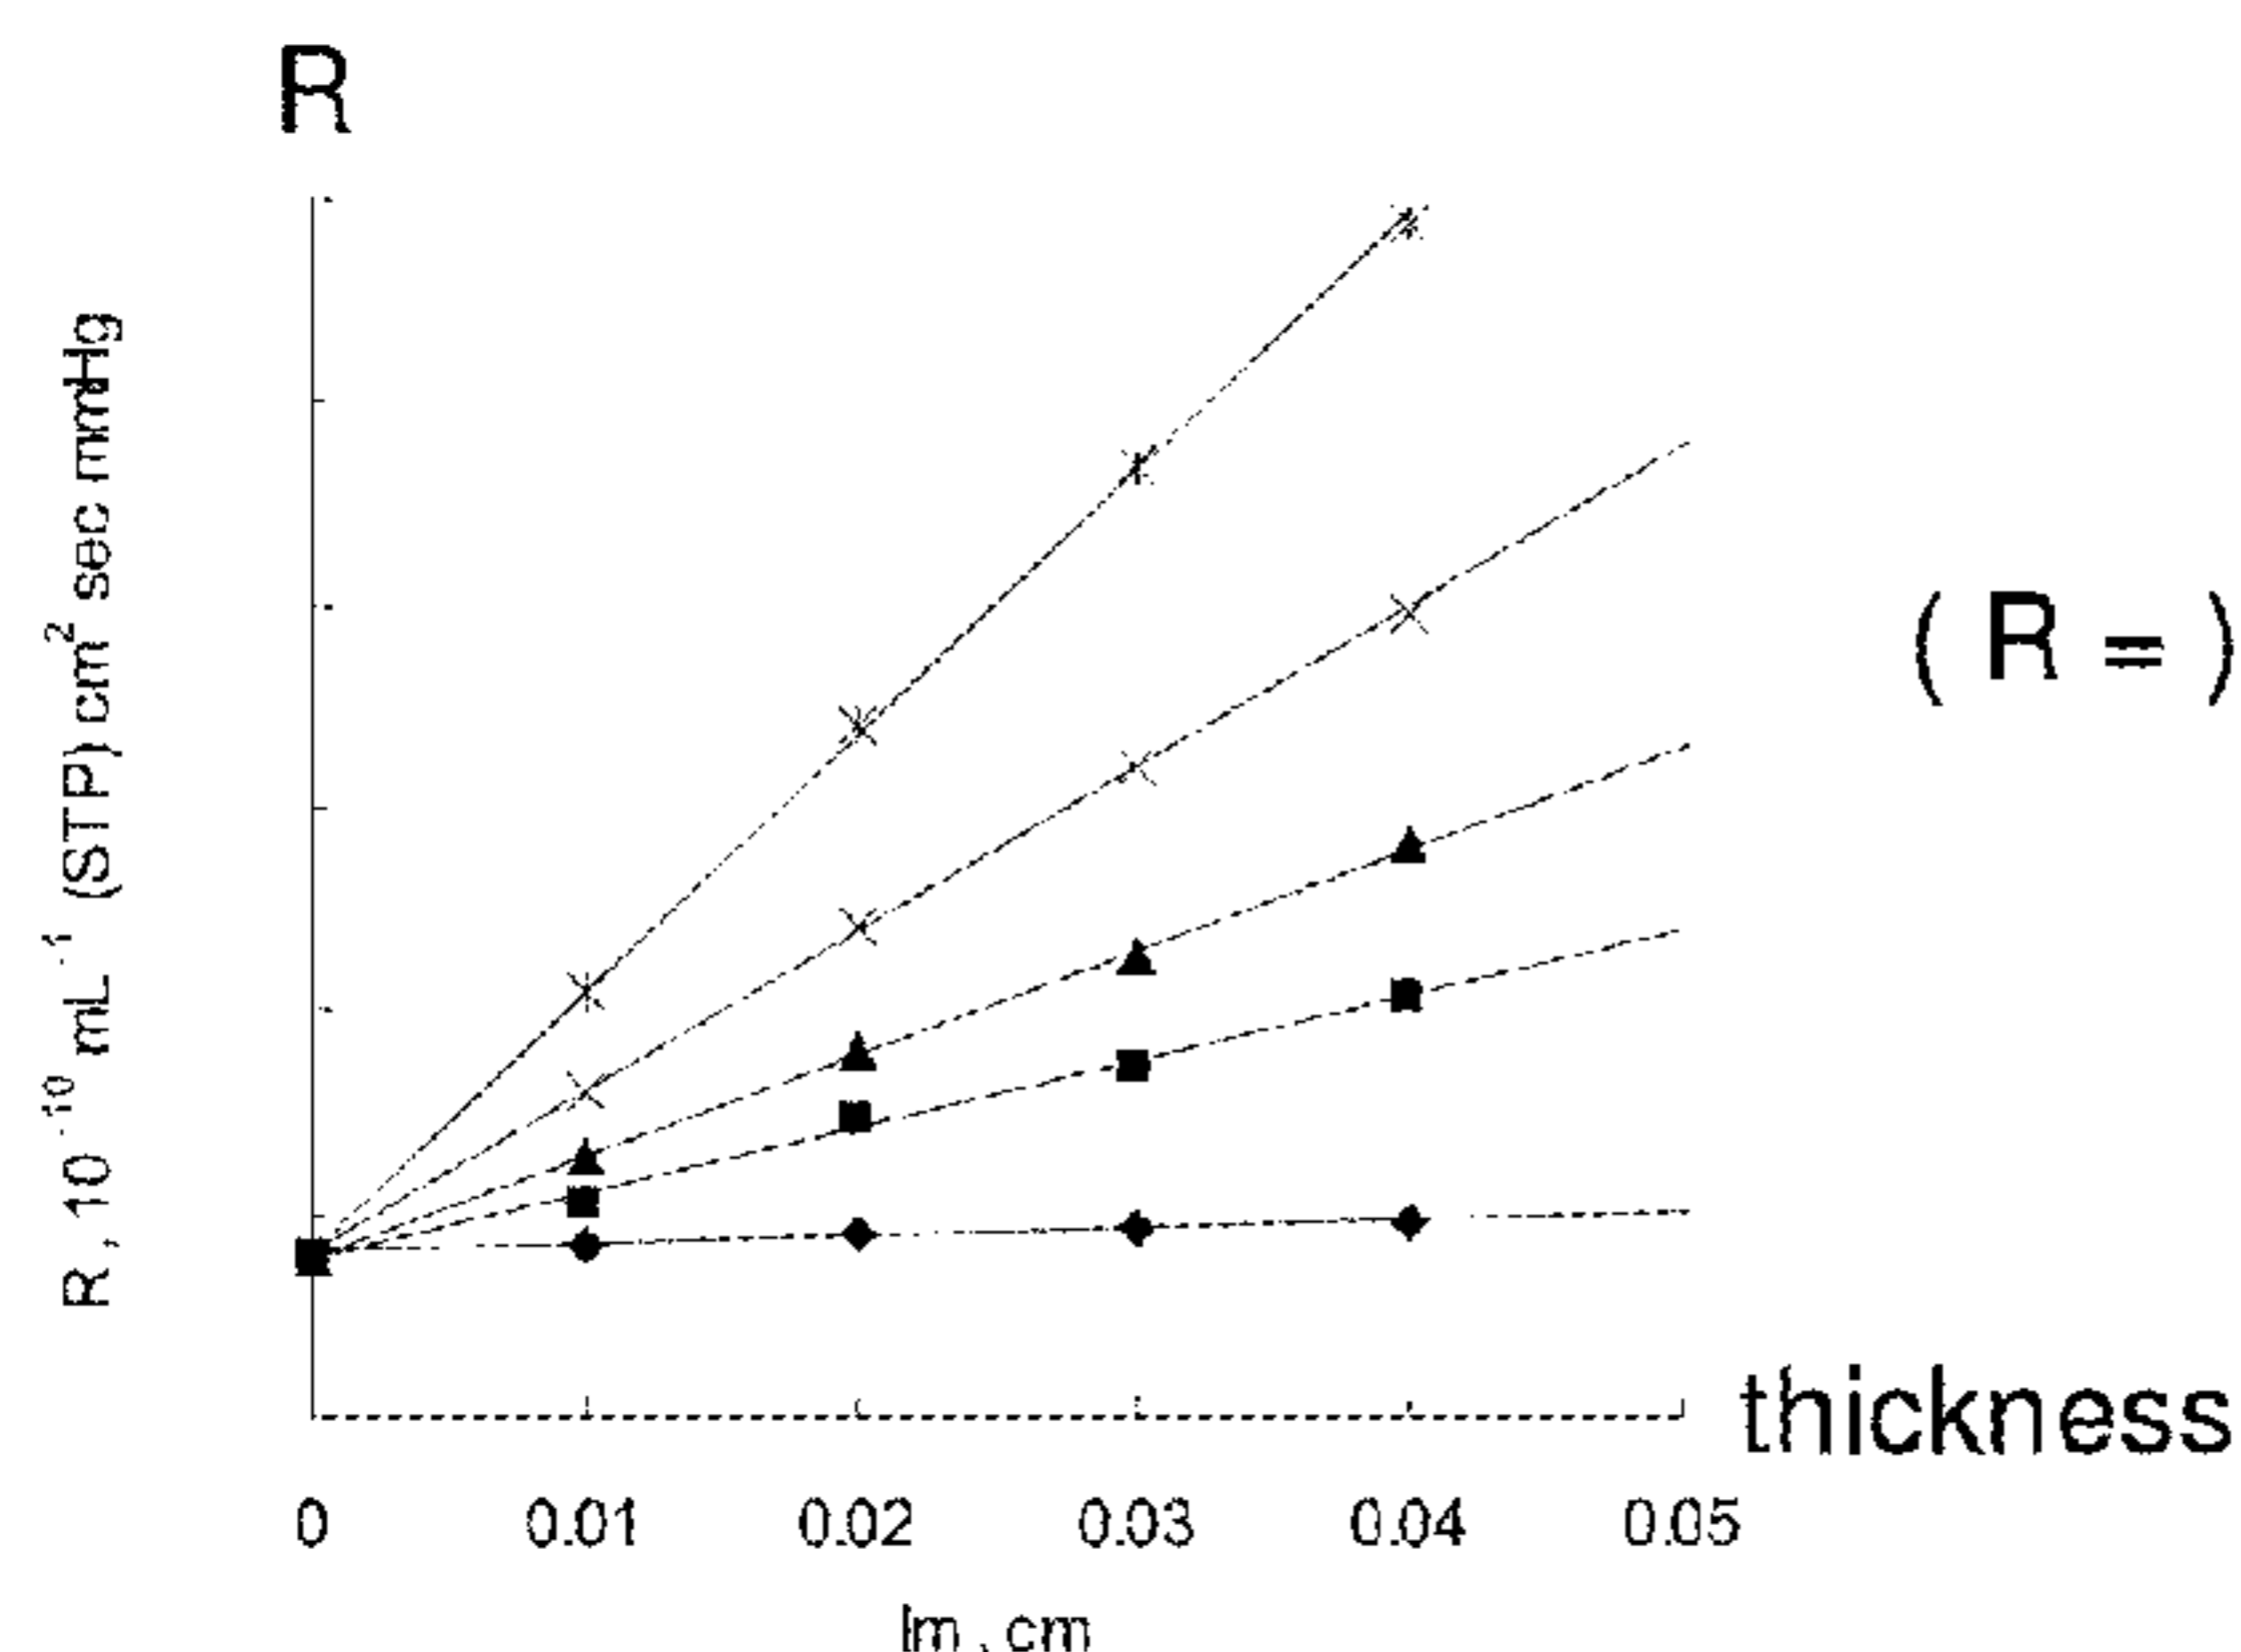 R
R, 10⁻¹⁰ mL⁻¹ (STP) cm² sec mmHg
( R = )
thickness
0 0.01 0.02 0.03 0.04 0.05
lm, cm